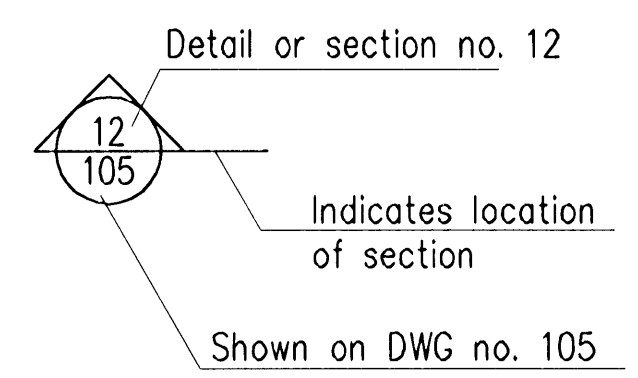 Detail or section no. 12
12
105
Indicates location
of section
Shown on DWG no. 105